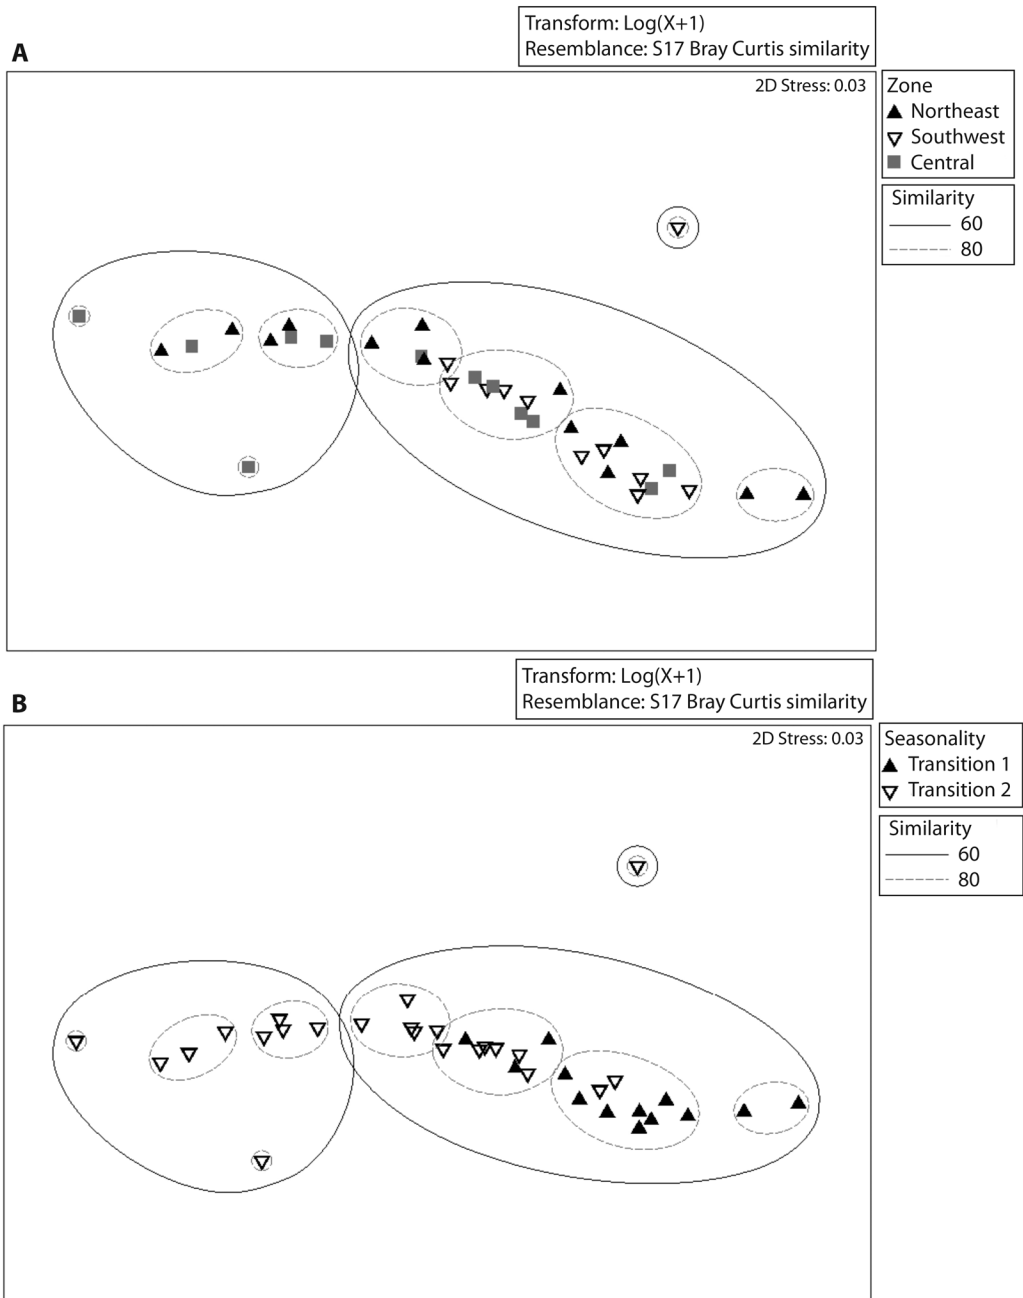 Transform: Log(X+1)
Resemblance: S17 Bray Curtis similarity
A
2D Stress: 0.03
Zone
Northeast
Southwest
Central
Similarity
60
80
Transform: Log(X+1)
Resemblance: S17 Bray Curtis similarity
B
2D Stress: 0.03
Seasonality
Transition 1
Transition 2
Similarity
60
80